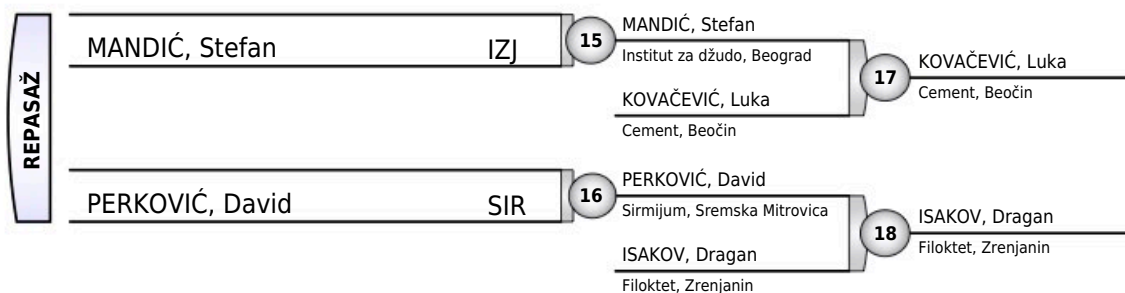 REPASAŽ
MANDIĆ, Stefan IZJ
15
MANDIĆ, Stefan
Institut za džudo, Beograd
KOVAČEVIĆ, Luka
Cement, Beočin
17
KOVAČEVIĆ, Luka
Cement, Beočin
PERKOVIĆ, David SIR
16
PERKOVIĆ, David
Sirmijum, Sremska Mitrovica
ISAKOV, Dragan
Filoktet, Zrenjanin
18
ISAKOV, Dragan
Filoktet, Zrenjanin